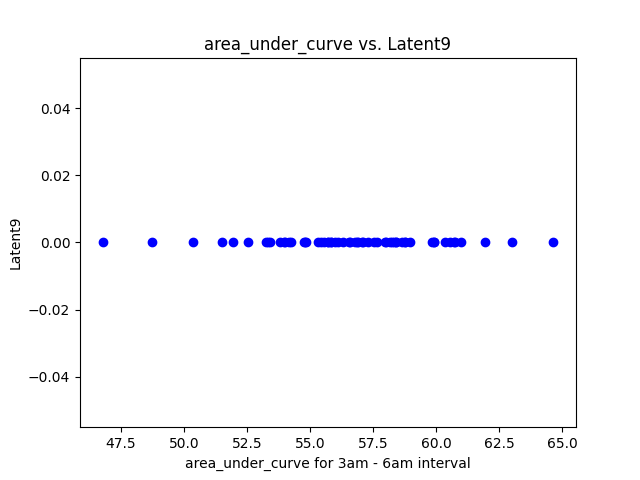 area_under_curve vs. Latent9
0.04
0.02
0.00
−0.02
−0.04
Latent9
47.5 50.0 52.5 55.0 57.5 60.0 62.5 65.0
area_under_curve for 3am - 6am interval